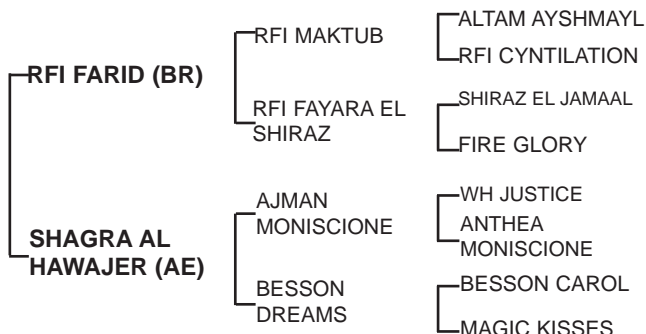 RFI FARID (BR)
SHAGRA AL
HAWAJER (AE)
RFI MAKTUB
RFI FAYARA EL
SHIRAZ
AJMAN
MONISCIONE
BESSON
DREAMS
ALTAM AYSHMAYL
RFI CYNTILATION
SHIRAZ EL JAMAAL
FIRE GLORY
WH JUSTICE
ANTHEA
MONISCIONE
BESSON CAROL
MAGIC KISSES